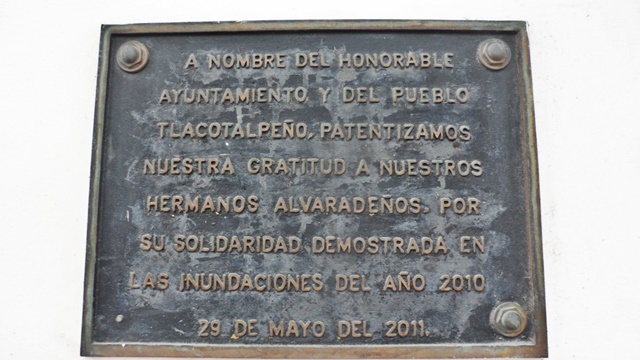 A NOMBRE DEL HONORABLE
AYUNTAMIENTO Y DEL PUEBLO
TLACOTALPEÑO, PATENTIZAMOS
NUESTRA GRATITUD A NUESTROS
HERMANOS ALVARADEÑOS, POR
SU SOLIDARIDAD DEMOSTRADA EN
LAS INUNDACIONES DEL AÑO 2010
29 DE MAYO DEL 2011.